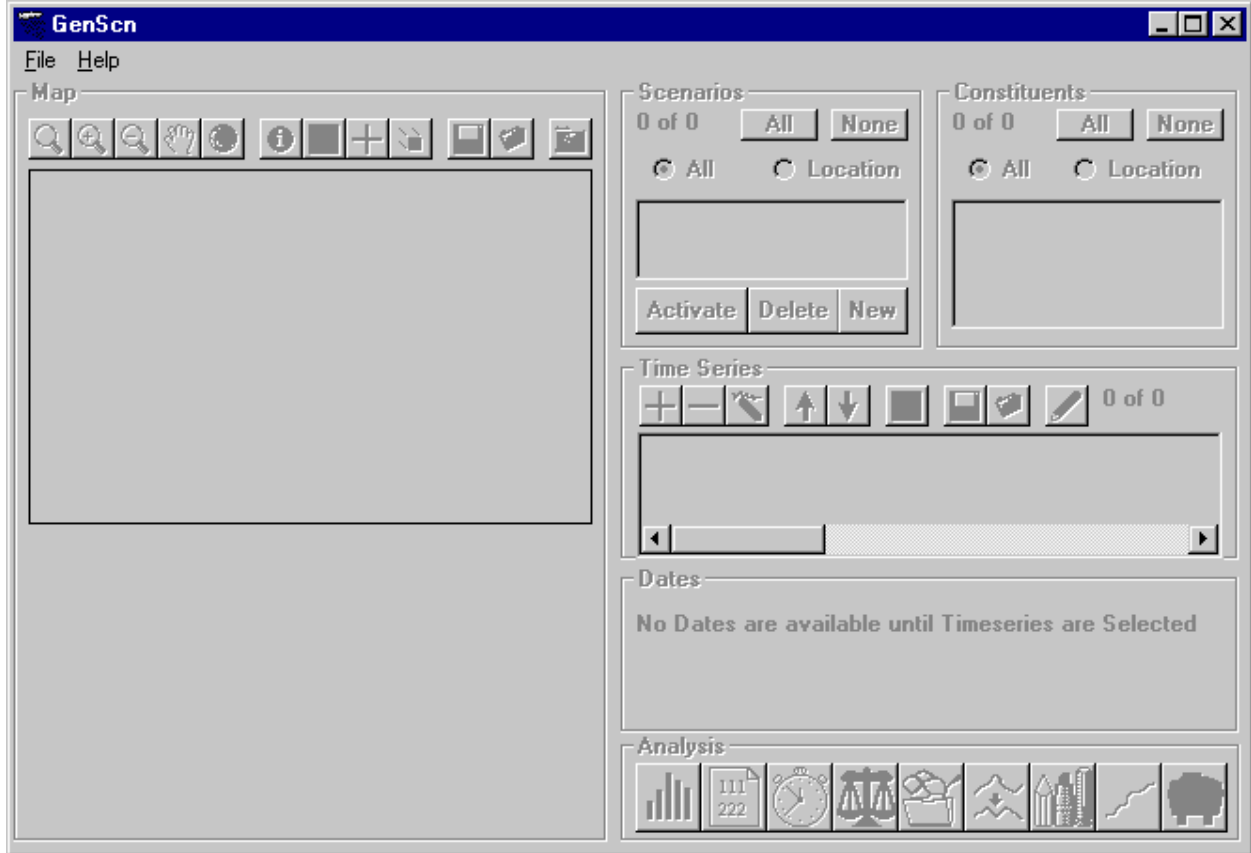 GenScn
File Help
Map
Scenarios
0 of 0 All None
All Location
Activate Delete New
Constituents
0 of 0 All None
All Location
Time Series
0 of 0
Dates
No Dates are available until Timeseries are Selected
Analysis
111
222